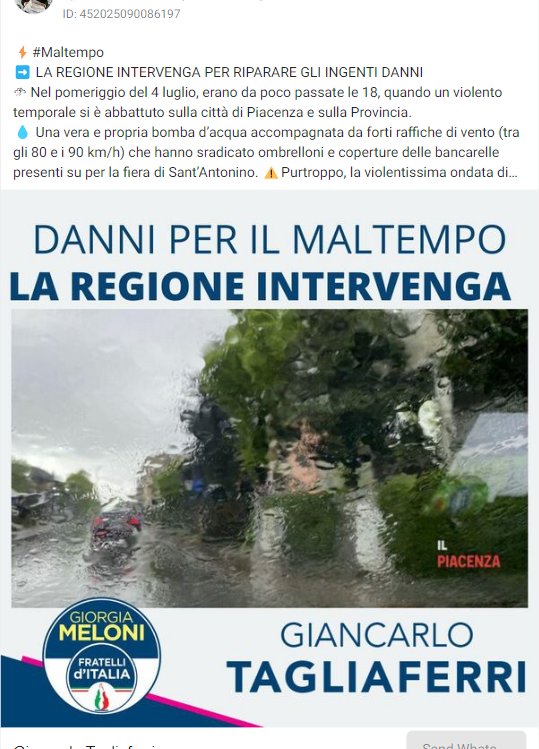 ID: 452025090086197
⚡ #Maltempo
➡️ LA REGIONE INTERVENGA PER RIPARARE GLI INGENTI DANNI
🌩 Nel pomeriggio del 4 luglio, erano da poco passate le 18, quando un violento
temporale si è abbattuto sulla città di Piacenza e sulla Provincia.
💧 Una vera e propria bomba d’acqua accompagnata da forti raffiche di vento (tra
gli 80 e i 90 km/h) che hanno sradicato ombrelloni e coperture delle bancarelle
presenti su per la fiera di Sant’Antonino. ⚠️ Purtroppo, la violentissima ondata di...
DANNI PER IL MALTEMPO
LA REGIONE INTERVENGA
IL
PIACENZA
GIORGIA
MELONI
FRATELLI
d'ITALIA
GIANCARLO
TAGLIAFERRI